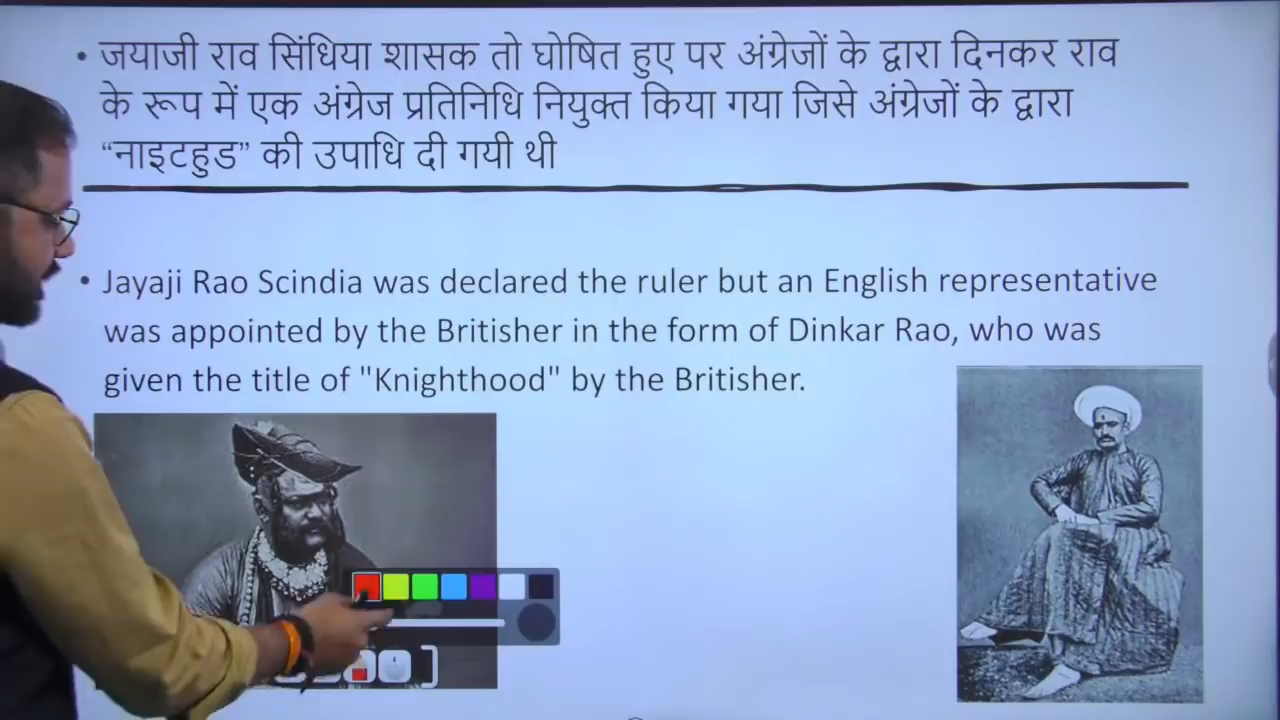 • जयाजी राव सिंधिया शासक तो घोषित हुए पर अंग्रेजों के द्वारा दिनकर राव
के रूप में एक अंग्रेज प्रतिनिधि नियुक्त किया गया जिसे अंग्रेजों के द्वारा
“नाइटहुड” की उपाधि दी गयी थी
• Jayaji Rao Scindia was declared the ruler but an English representative
was appointed by the Britisher in the form of Dinkar Rao, who was
given the title of "Knighthood" by the Britisher.